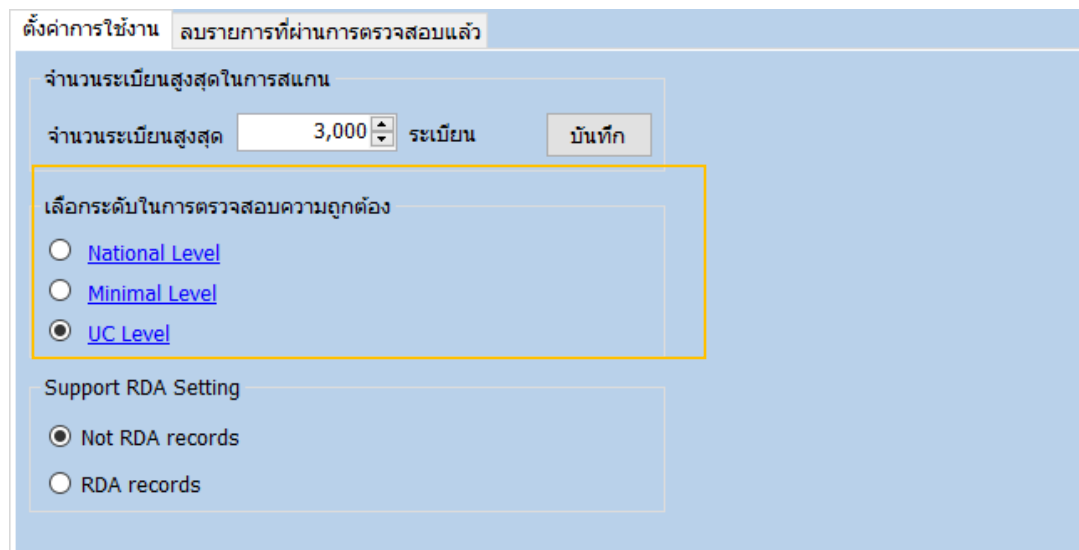 ตั้งค่าการใช้งาน ลบรายการที่ผ่านการตรวจสอบแล้ว
จำนวนระเบียนสูงสุดในการสแกน
จำนวนระเบียนสูงสุด 3,000 ระเบียน บันทึก
เลือกระดับในการตรวจสอบความถูกต้อง
National Level
Minimal Level
UC Level
Support RDA Setting
Not RDA records
RDA records